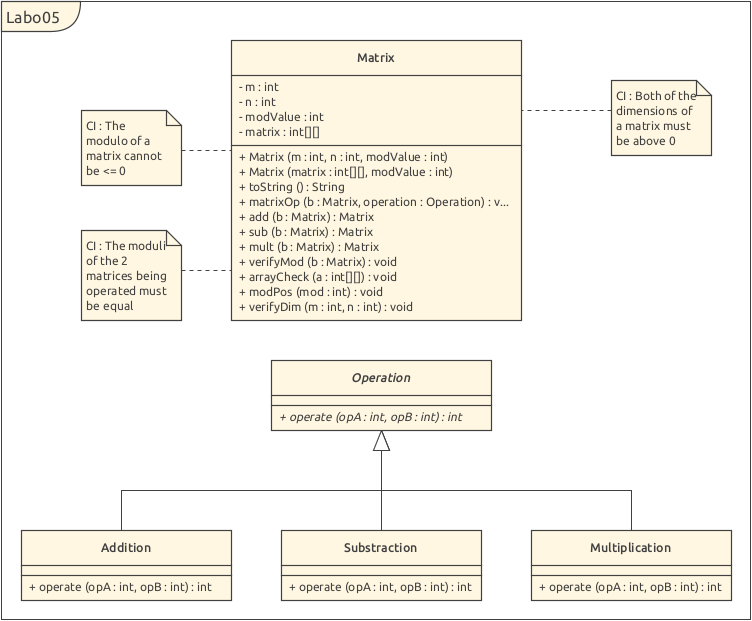 Labo05
Matrix
- m : int
- n : int
- modValue : int
- matrix : int[][]
+ Matrix (m : int, n : int, modValue : int)
+ Matrix (matrix : int[][], modValue : int)
+ toString () : String
+ matrixOp (b : Matrix, operation : Operation) : v...
+ add (b : Matrix) : Matrix
+ sub (b : Matrix) : Matrix
+ mult (b : Matrix) : Matrix
+ verifyMod (b : Matrix) : void
+ arrayCheck (a : int[][]) : void
+ modPos (mod : int) : void
+ verifyDim (m : int, n : int) : void
CI : The
modulo of a
matrix cannot
be <= 0
CI : Both of the
dimensions of
a matrix must
be above 0
CI : The moduli
of the 2
matrices being
operated must
be equal
Operation
+ operate (opA : int, opB : int) : int
Addition
+ operate (opA : int, opB : int) : int
Substraction
+ operate (opA : int, opB : int) : int
Multiplication
+ operate (opA : int, opB : int) : int